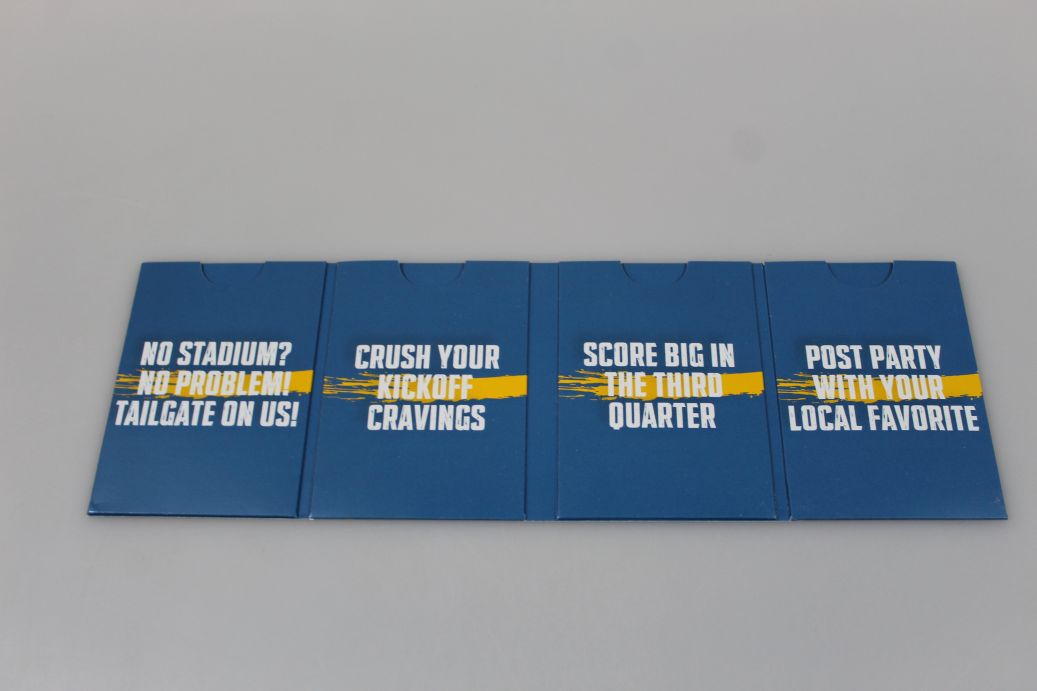 NO STADIUM?
NO PROBLEM!
TAILGATE ON US!
CRUSH YOUR
KICKOFF
CRAVINGS
SCORE BIG IN
THE THIRD
QUARTER
POST PARTY
WITH YOUR
LOCAL FAVORITE